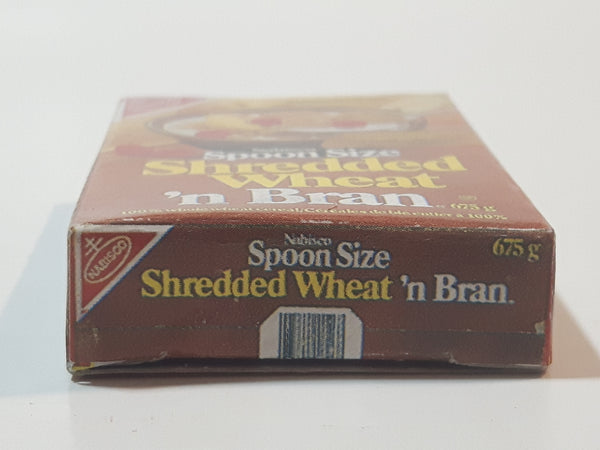 Nabisco
Spoon Size
Shredded
Wheat
'n Bran
675 g
NABISCO
Nabisco
Spoon Size
Shredded Wheat 'n Bran.
675 g